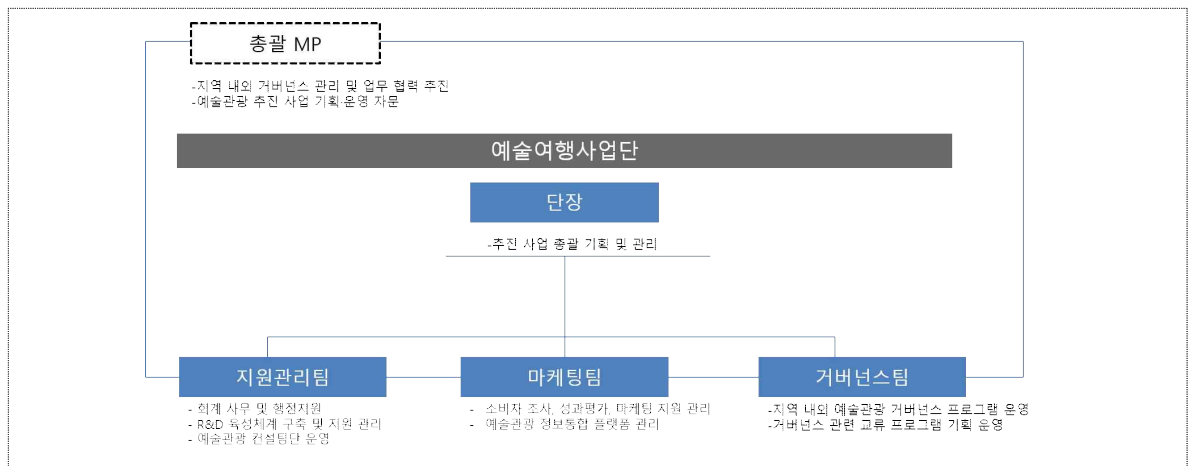 총괄 MP
-지역 내외 거버넌스 관리 및 업무 협력 추진
-예술관광 추진 사업 기획·운영 자문
예술여행사업단
단장
-추진 사업 총괄 기획 및 관리
지원관리팀
- 회계 사무 및 행정지원
- R&D 육성체계 구축 및 지원 관리
- 예술관광 컨설팅단 운영
마케팅팀
- 소비자 조사, 성과평가, 마케팅 지원 관리
- 예술관광 정보통합 플랫폼 관리
거버넌스팀
-지역 내외 예술관광 거버넌스 프로그램 운영
-거버넌스 관련 교류 프로그램 기획 운영